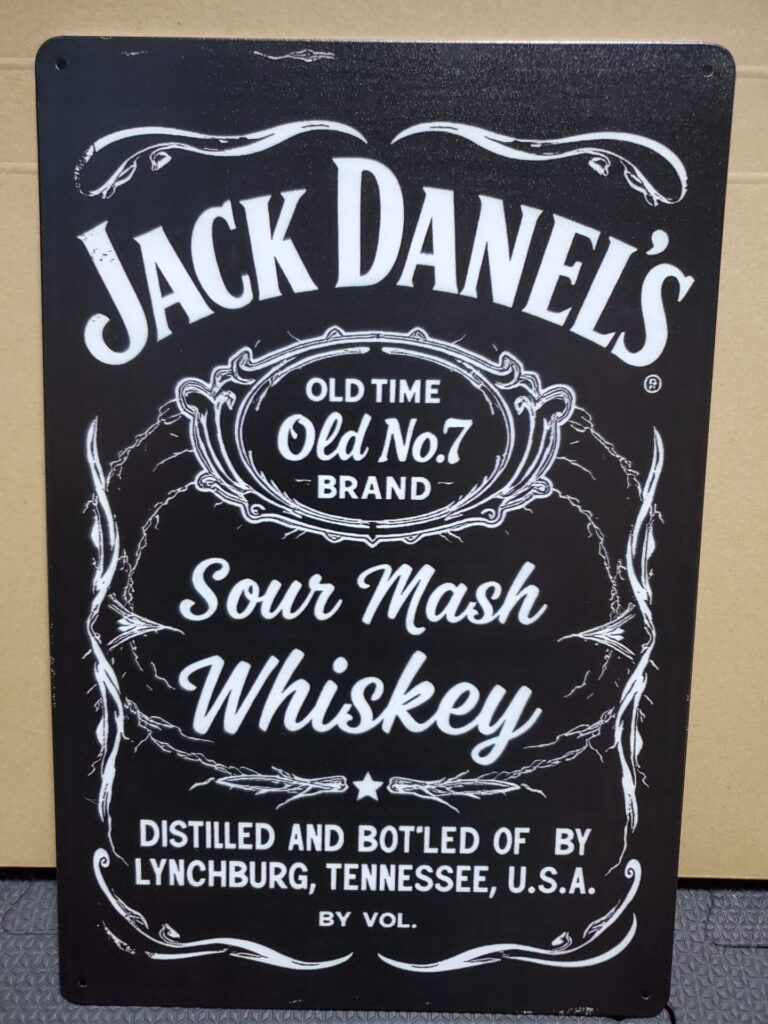 JACK DANEL'S
OLD TIME
Old No.7
BRAND
Sour Mash
Whiskey
DISTILLED AND BOT'LED OF BY
LYNCHBURG, TENNESSEE, U.S.A.
BY VOL.